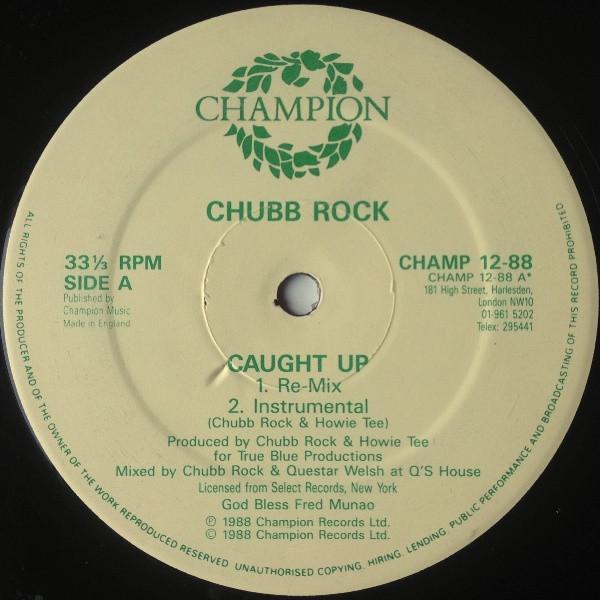 CHAMPION
CHUBB ROCK
33⅓ RPM
SIDE A
Published by
Champion Music
Made in England
CHAMP 12-88
CHAMP 12-88 A*
181 High Street, Harlesden,
London NW10
01-961 5202
Telex: 295441
CAUGHT UP
1. Re-Mix
2. Instrumental
(Chubb Rock & Howie Tee)
Produced by Chubb Rock & Howie Tee
for True Blue Productions
Mixed by Chubb Rock & Questar Welsh at Q'S House
Licensed from Select Records, New York
God Bless Fred Munao
℗ 1988 Champion Records Ltd.
© 1988 Champion Records Ltd.
ALL RIGHTS OF THE PRODUCER AND OF THE OWNER OF THE WORK REPRODUCED RESERVED UNAUTHORISED COPYING, HIRING, LENDING, PUBLIC PERFORMANCE AND BROADCASTING OF THIS RECORD PROHIBITED